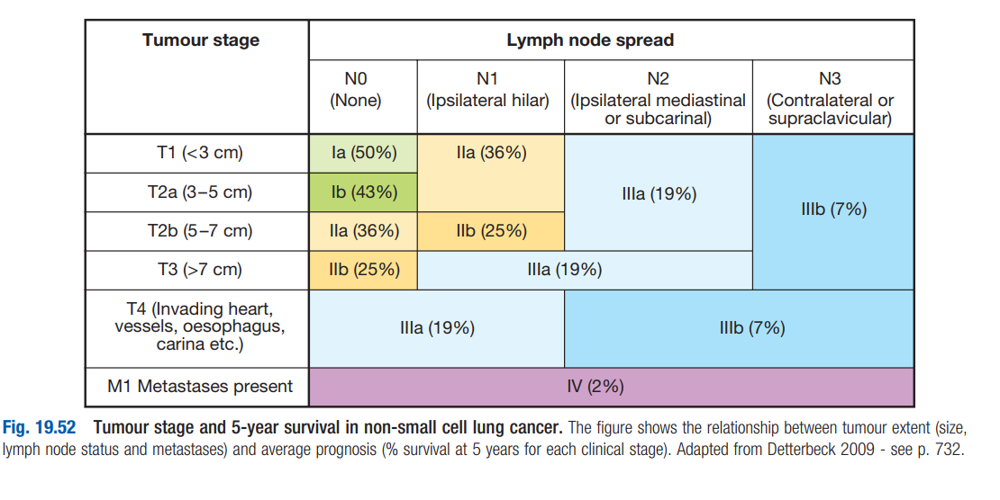 Tumour stage
Lymph node spread
N0
(None)
N1
(Ipsilateral hilar)
N2
(Ipsilateral mediastinal
or subcarinal)
N3
(Contralateral or
supraclavicular)
T1 (<3 cm)
Ia (50%)
IIa (36%)
IIIa (19%)
IIIb (7%)
T2a (3–5 cm)
Ib (43%)
T2b (5–7 cm)
IIa (36%)
IIb (25%)
T3 (>7 cm)
IIb (25%)
IIIa (19%)
T4 (Invading heart,
vessels, oesophagus,
carina etc.)
IIIa (19%)
IIIb (7%)
M1 Metastases present
IV (2%)
Fig. 19.52 Tumour stage and 5-year survival in non-small cell lung cancer. The figure shows the relationship between tumour extent (size,
lymph node status and metastases) and average prognosis (% survival at 5 years for each clinical stage). Adapted from Detterbeck 2009 - see p. 732.